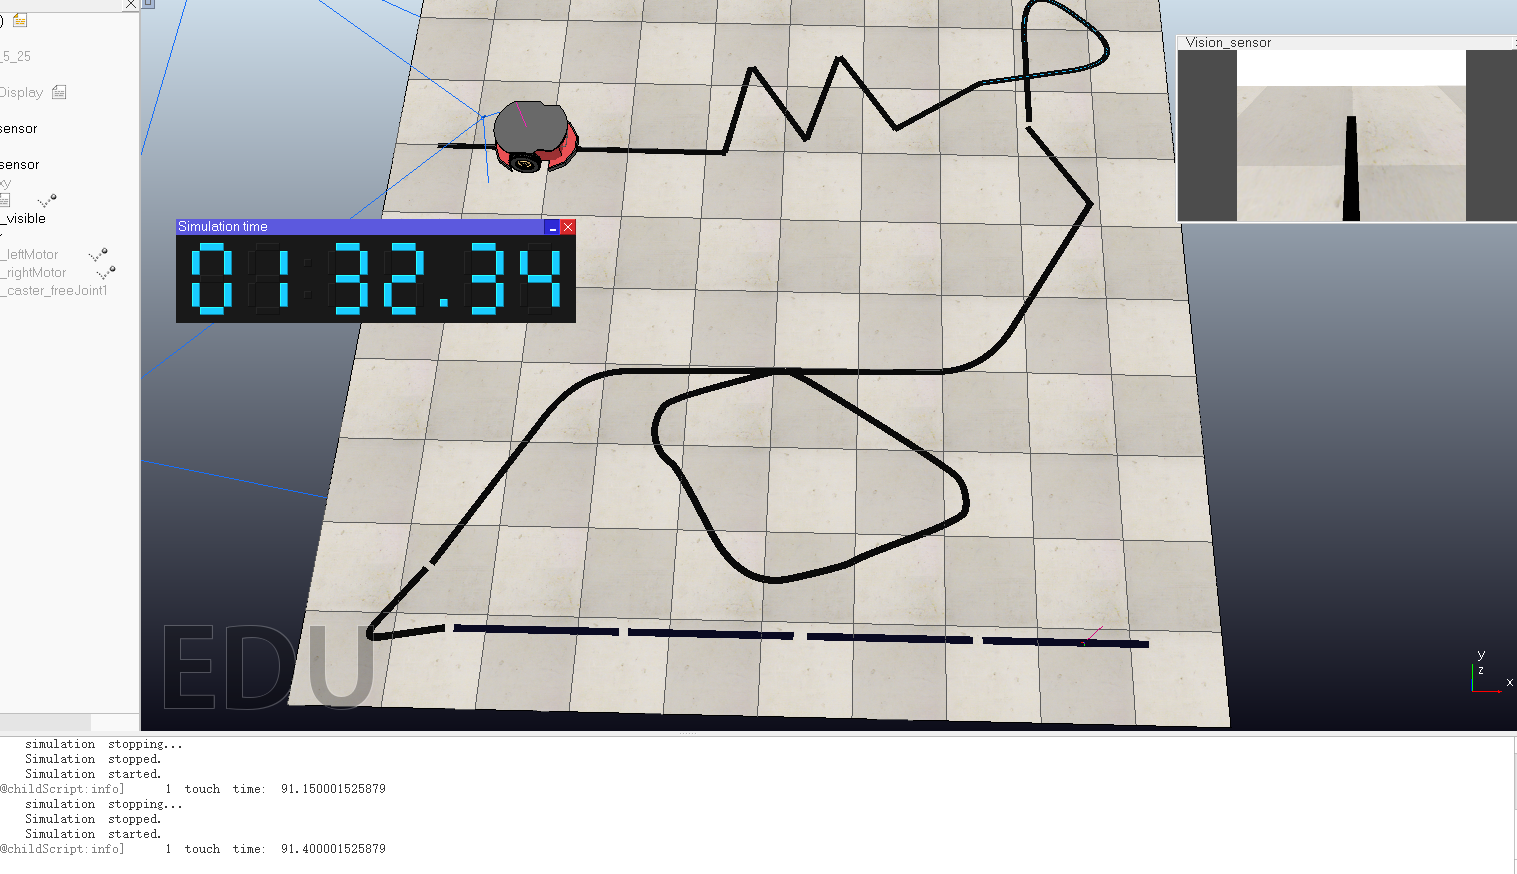 )
_5_25
Display
sensor
sensor
xy
_visible
_leftMotor
_rightMotor
_caster_freeJoint1
Vision_sensor
Simulation time
01:32.34
EDU
y
z
x
simulation stopping...
Simulation stopped.
Simulation started.
@childScript:info] 1 touch time: 91.150001525879
simulation stopping...
Simulation stopped.
Simulation started.
@childScript:info] 1 touch time: 91.400001525879